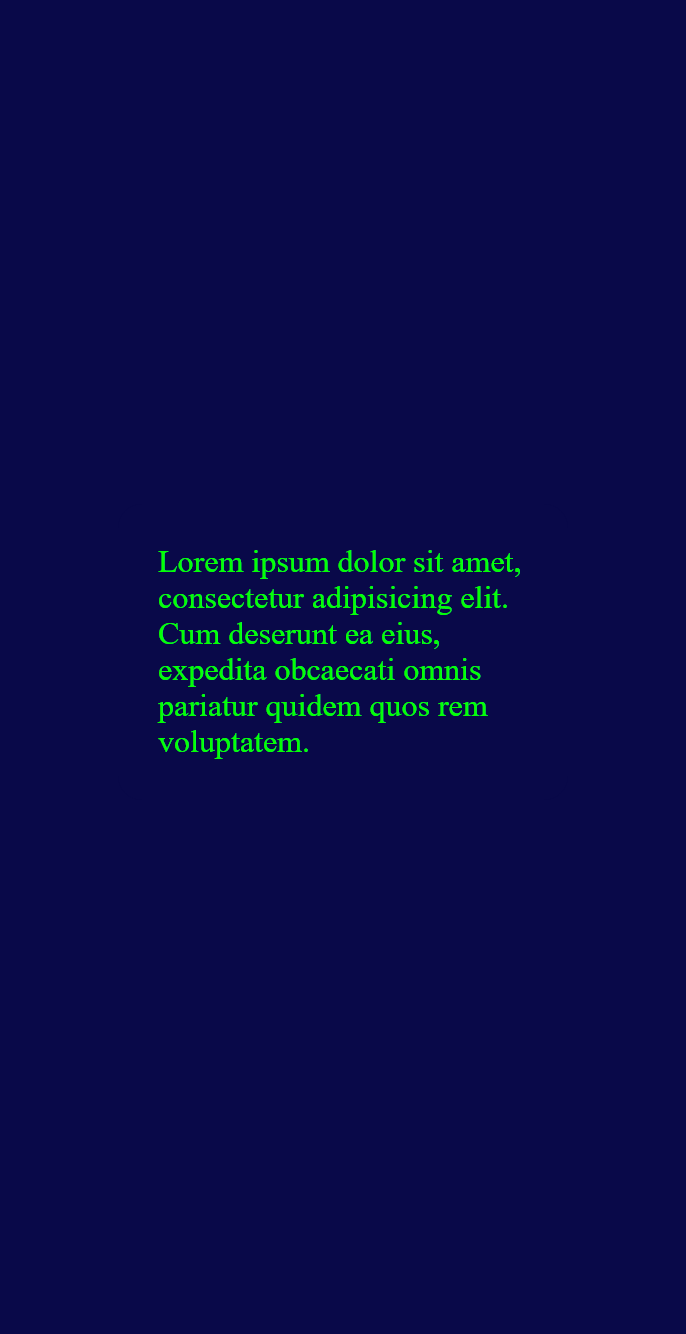 Lorem ipsum dolor sit amet,
consectetur adipisicing elit.
Cum deserunt ea eius,
expedita obcaecati omnis
pariatur quidem quos rem
voluptatem.